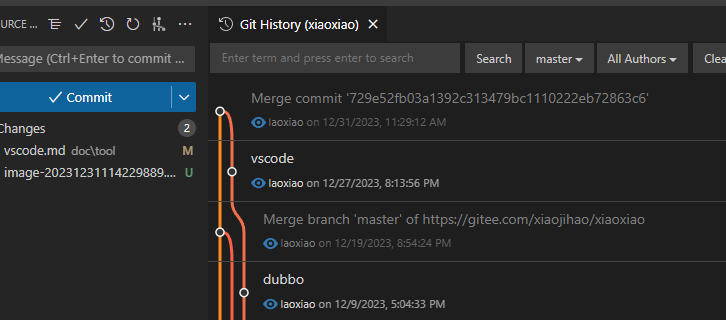 OURCE ...
Git History (xiaoxiao)
Message (Ctrl+Enter to commit ...
Enter term and press enter to search
Search
master
All Authors
Clea
Commit
Changes
2
vscode.md doc\tool
M
image-20231231114229889....
U
Merge commit '729e52fb03a1392c313479bc1110222eb72863c6'
laoxiao on 12/31/2023, 11:29:12 AM
vscode
laoxiao on 12/27/2023, 8:13:56 PM
Merge branch 'master' of https://gitee.com/xiaojihao/xiaoxiao
laoxiao on 12/19/2023, 8:54:24 PM
dubbo
laoxiao on 12/9/2023, 5:04:33 PM